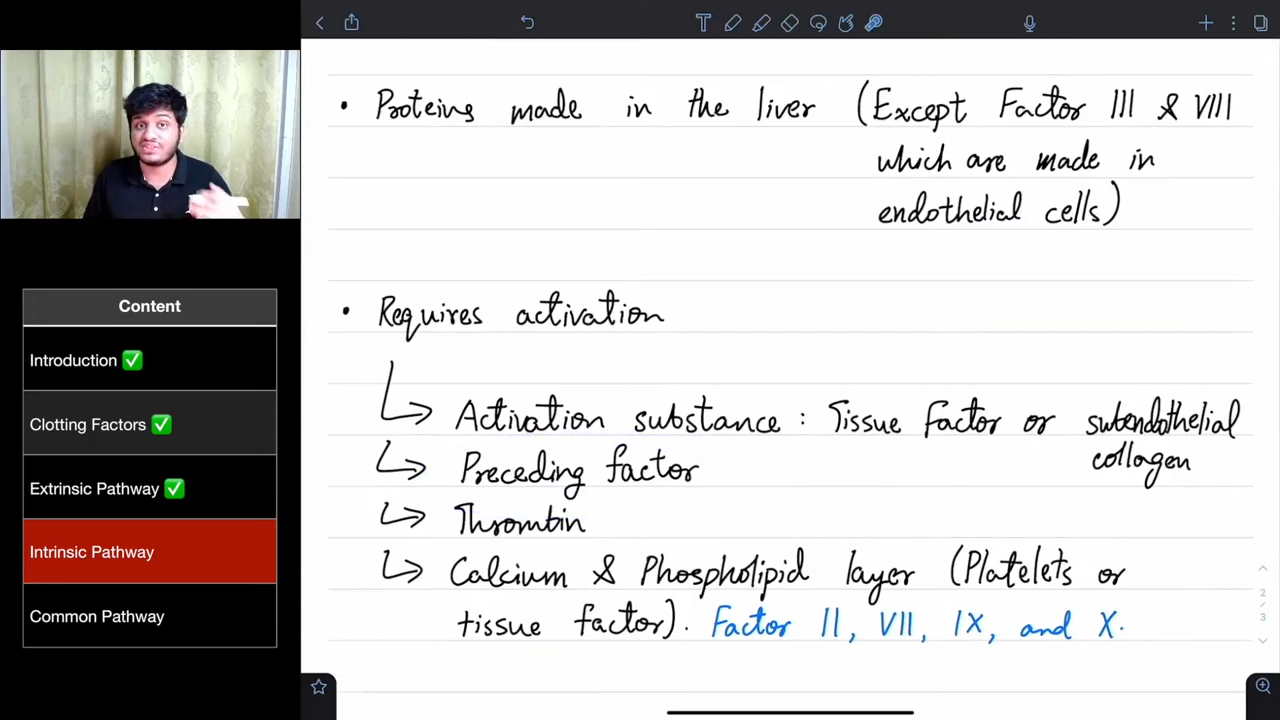 Proteins made in the liver (Except Factor III & VIII
which are made in
endothelial cells)
Requires activation
Activation substance : Tissue Factor or subendothelial
collagen
Preceding factor
Thrombin
Calcium & Phospholipid layer (Platelets or
tissue factor). Factor II, VII, IX, and X.
Content
Introduction ✅
Clotting Factors ✅
Extrinsic Pathway ✅
Intrinsic Pathway
Common Pathway
2
/
3